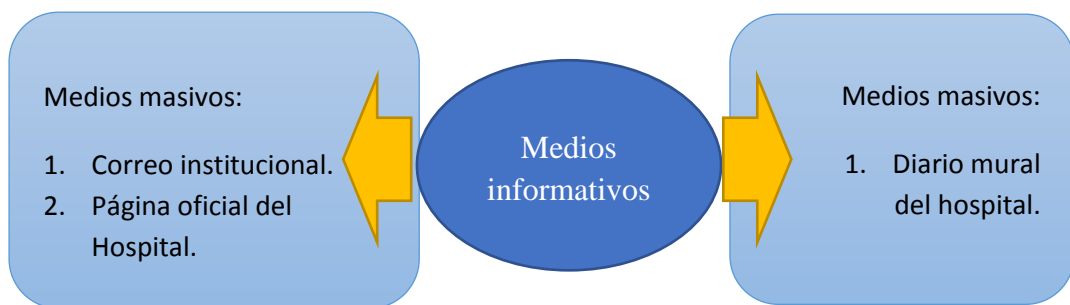 Medios masivos:
1. Correo institucional.
2. Página oficial del
Hospital.
Medios
informativos
Medios masivos:
1. Diario mural
del hospital.